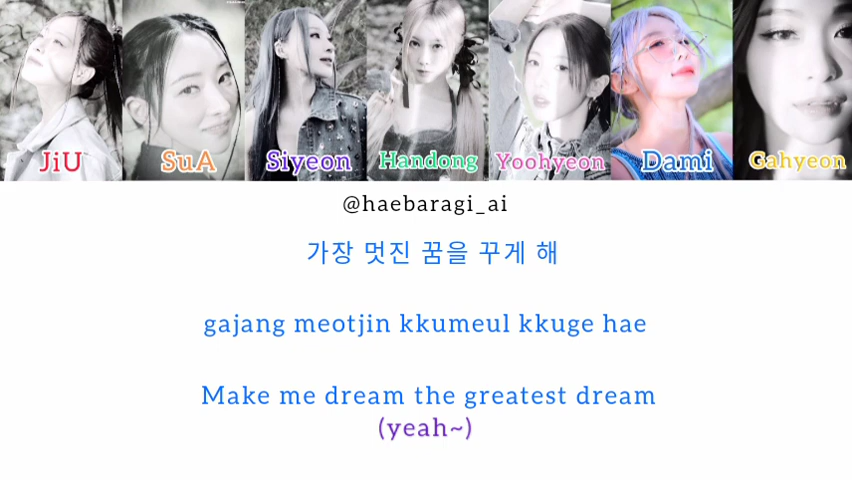 JiU SuA Siyeon Handong Yoohyeon Dami Gahyeon
@haebaragi_ai
가장 멋진 꿈을 꾸게 해
gajang meotjin kkumeul kkuge hae
Make me dream the greatest dream
(yeah~)